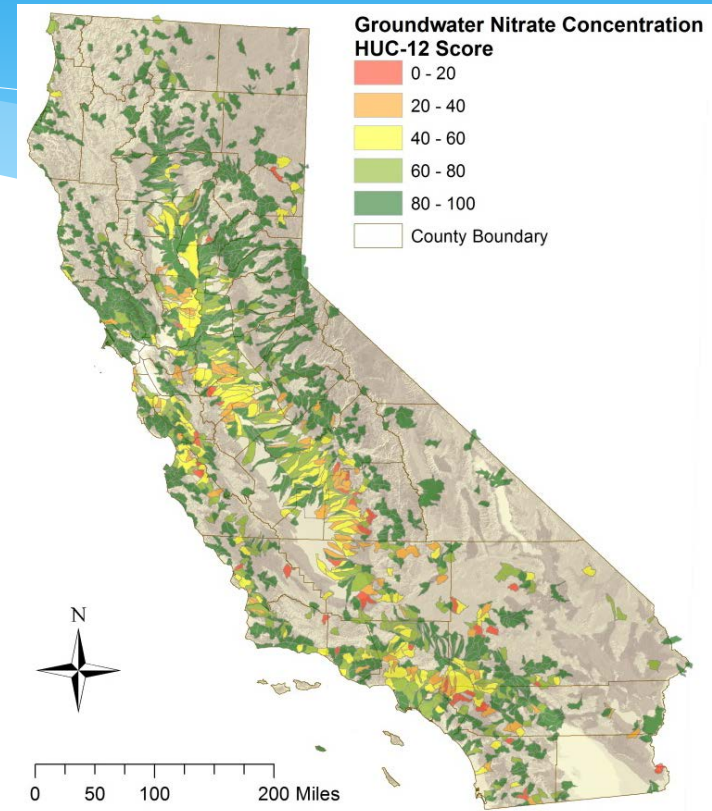 Groundwater Nitrate Concentration
HUC-12 Score
0 - 20
20 - 40
40 - 60
60 - 80
80 - 100
County Boundary
N
0 50 100 200 Miles